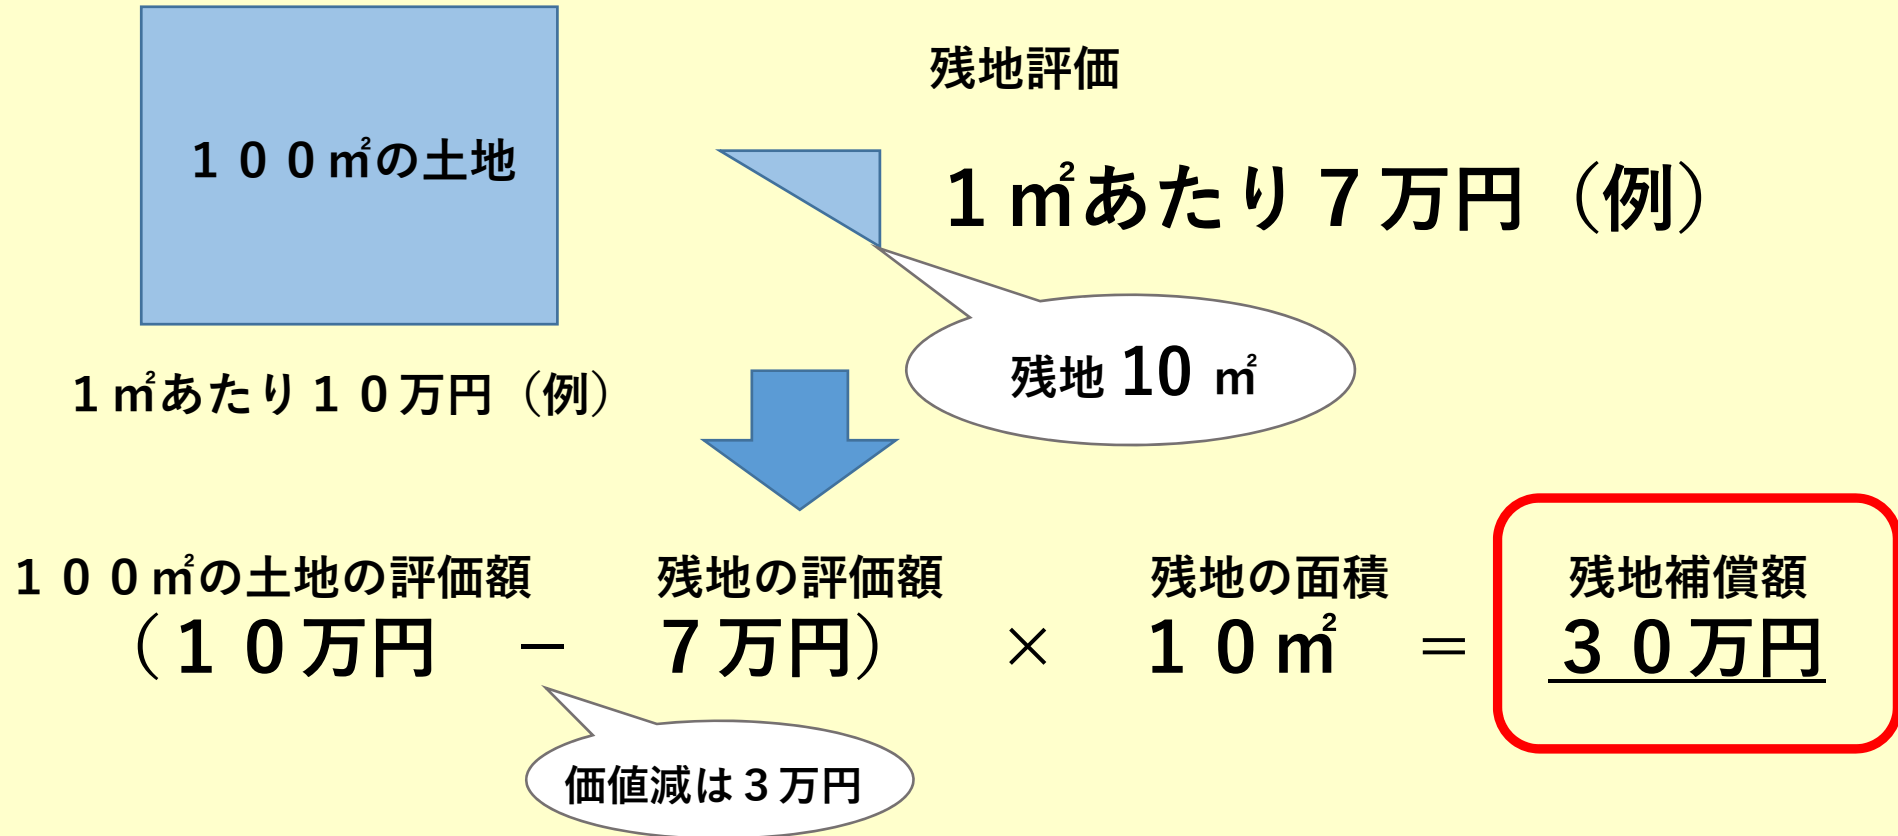 １００㎡の土地
１㎡あたり１０万円（例）
残地評価
１㎡あたり７万円（例）
残地 10 ㎡
１００㎡の土地の評価額　残地の評価額　残地の面積　残地補償額
（１０万円　－　７万円）　×　１０㎡　＝　３０万円
価値減は３万円